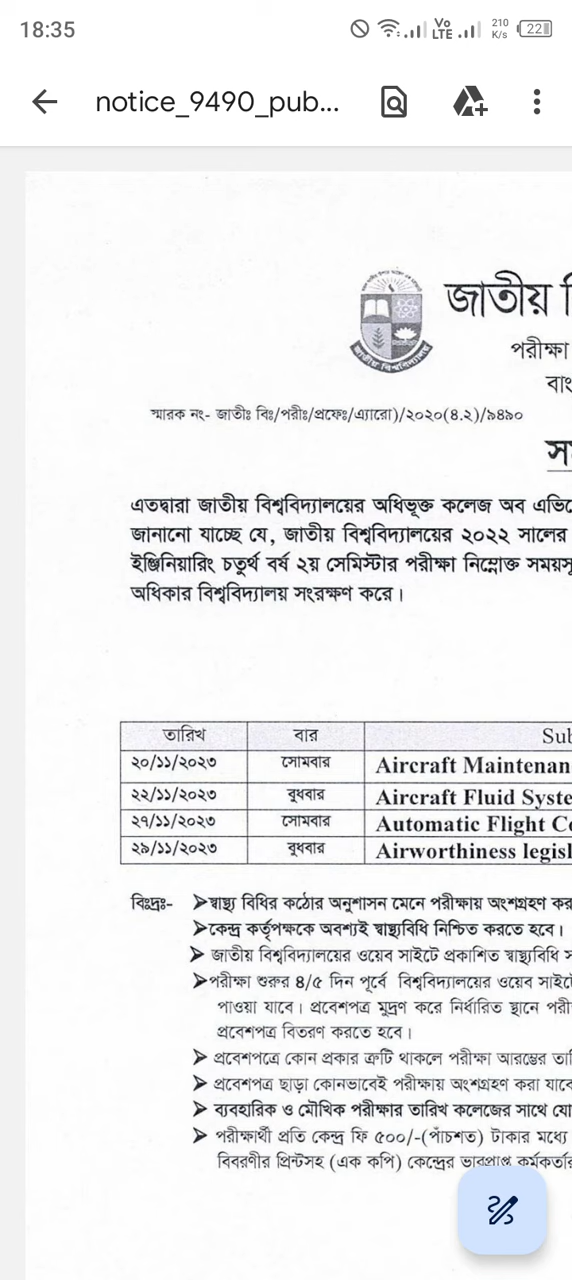 18:35 Vo LTE 210 K/s 22
notice_9490_pub...
জাতীয়
পরীক্ষা
স্মারক নং- জাতীঃ বিঃ/পরীঃ/প্রফেঃ/এ্যারো)/২০২০(৪.২)/৯৪৯০
এতদ্বারা জাতীয় বিশ্ববিদ্যালয়ের অধিভূক্ত কলেজ অব এভি
জানানো যাচ্ছে যে, জাতীয় বিশ্ববিদ্যালয়ের ২০২২ সালের
ইঞ্জিনিয়ারিং চতুর্থ বর্ষ ২য় সেমিস্টার পরীক্ষা নিম্নোক্ত সময়সূ
অধিকার বিশ্ববিদ্যালয় সংরক্ষণ করে।
তারিখ বার Sub
২০/১১/২০২৩ সোমবার Aircraft Maintenan
২২/১১/২০২৩ বুধবার Aircraft Fluid Syste
২৭/১১/২০২৩ সোমবার Automatic Flight Co
২৯/১১/২০২৩ বুধবার Airworthiness legisl
বিঃদ্রঃ- ➢স্বাস্থ্য বিধির কঠোর অনুশাসন মেনে পরীক্ষায় অংশগ্রহণ কর
➢কেন্দ্র কর্তৃপক্ষকে অবশ্যই স্বাস্থ্যবিধি নিশ্চিত করতে হবে।
➢ জাতীয় বিশ্ববিদ্যালয়ের ওয়েব সাইটে প্রকাশিত স্বাস্থ্যবিধি
➢পরীক্ষা শুরুর ৪/৫ দিন পূর্বে বিশ্ববিদ্যালয়ের ওয়েব সাইটে
পাওয়া যাবে। প্রবেশপত্র মুদ্রণ করে নির্ধারিত স্থানে পরী
প্রবেশপত্র বিতরণ করতে হবে।
➢ প্রবেশপত্রে কোন প্রকার ত্রুটি থাকলে পরীক্ষা আরম্ভের তা
➢ প্রবেশপত্র ছাড়া কোনভাবেই পরীক্ষায় অংশগ্রহণ করা যাবে
➢ ব্যবহারিক ও মৌখিক পরীক্ষার তারিখ কলেজের সাথে যো
➢ পরীক্ষার্থী প্রতি কেন্দ্র ফি ৫০০/-(পাঁচশত) টাকার মধ্যে
বিবরণীর প্রিন্টসহ (এক কপি) কেন্দ্রের ভারপ্রাপ্ত কর্মকর্তা